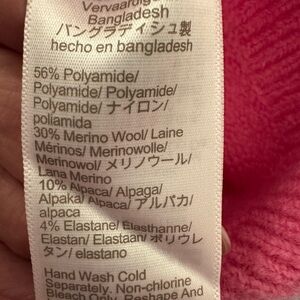 Vervaardigd
Bangladesh
バングラディシュ製
hecho en bangladesh
56% Polyamide/
Polyamide/ Polyamid/
Polyamide/ ナイロン/
poliamida
30% Merino Wool/ Laine
Mérinos/ Merinowolle/
Merinowol/ メリノウール/
Lana Merino
10% Alpaca/ Alpaga/
Alpaka/ Alpaca/ アルパカ/
alpaca
4% Elastane/ Elasthanne/
Elastan/ Elastaan/ ポリウレ
タン/ elastano
Hand Wash Cold
Separately. Non-chlorine
Bleach Only. Reshape And